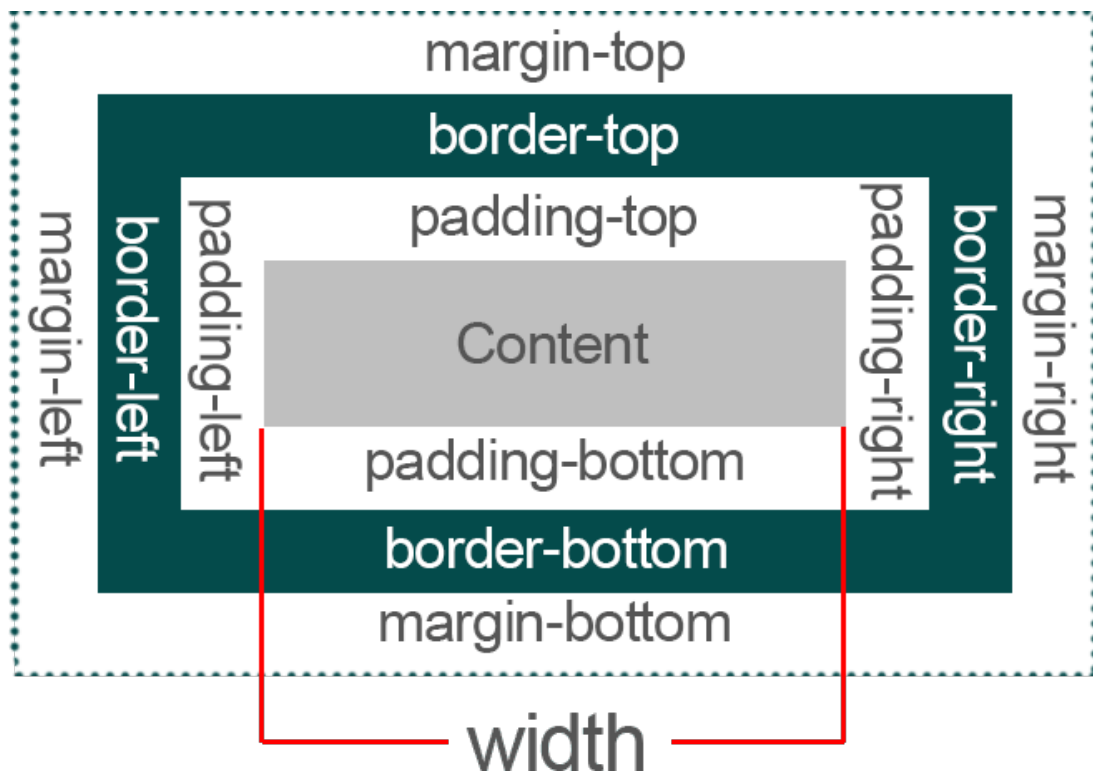 margin-top
border-top
padding-top
margin-left
border-left
padding-left
Content
padding-right
border-right
margin-right
padding-bottom
border-bottom
margin-bottom
width